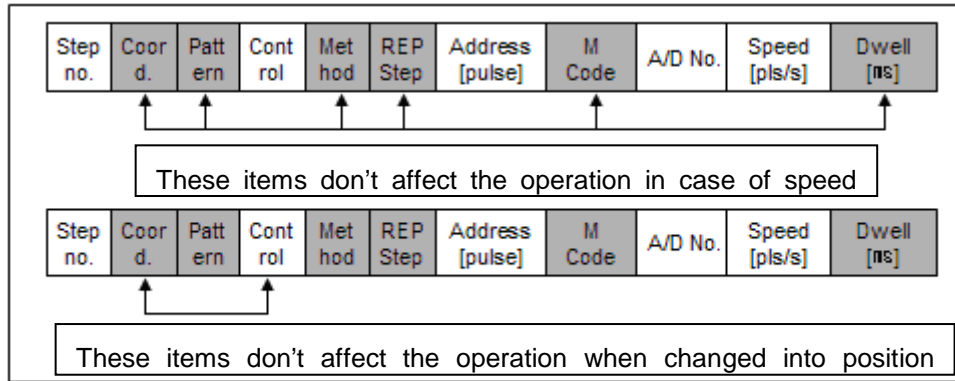 Step Coor Patt Cont Met REP Address M A/D No. Speed Dwell
no. d. ern rol hod Step [pulse] Code [pls/s] [ms]
These items don't affect the operation in case of speed
Step Coor Patt Cont Met REP Address M A/D No. Speed Dwell
no. d. ern rol hod Step [pulse] Code [pls/s] [ms]
These items don't affect the operation when changed into position